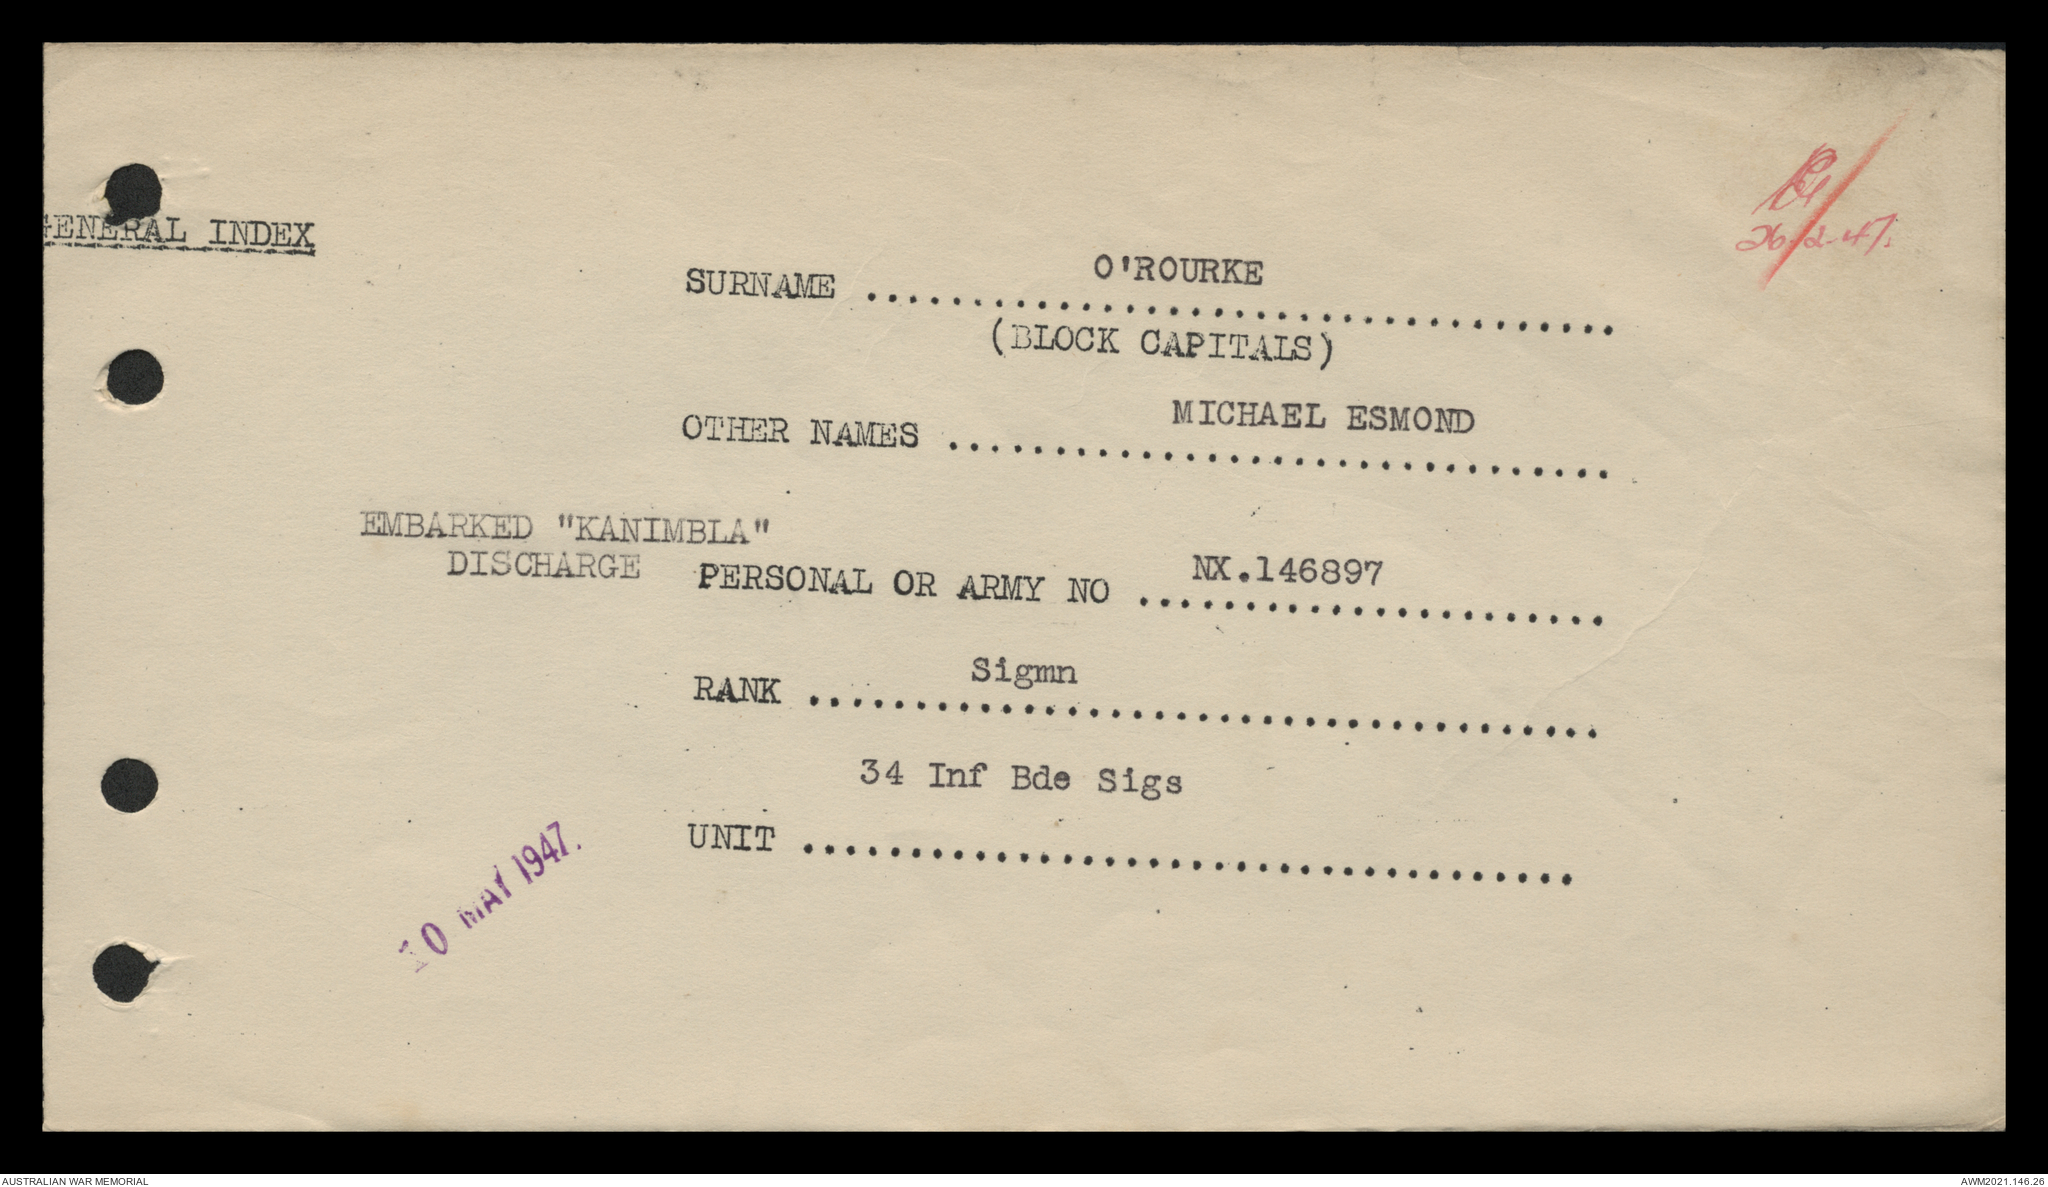 GENERAL INDEX
26/2-47.
SURNAME .................................... O'ROURKE
(BLOCK CAPITALS)
OTHER NAMES ................................ MICHAEL ESMOND
EMBARKED "KANIMBLA"
DISCHARGE
PERSONAL OR ARMY NO ...................... NX.146897
RANK ...................................... Sigmn
34 Inf Bde Sigs
UNIT ....................................
10 MAY 1947.
AUSTRALIAN WAR MEMORIAL
AWM2021.146.26